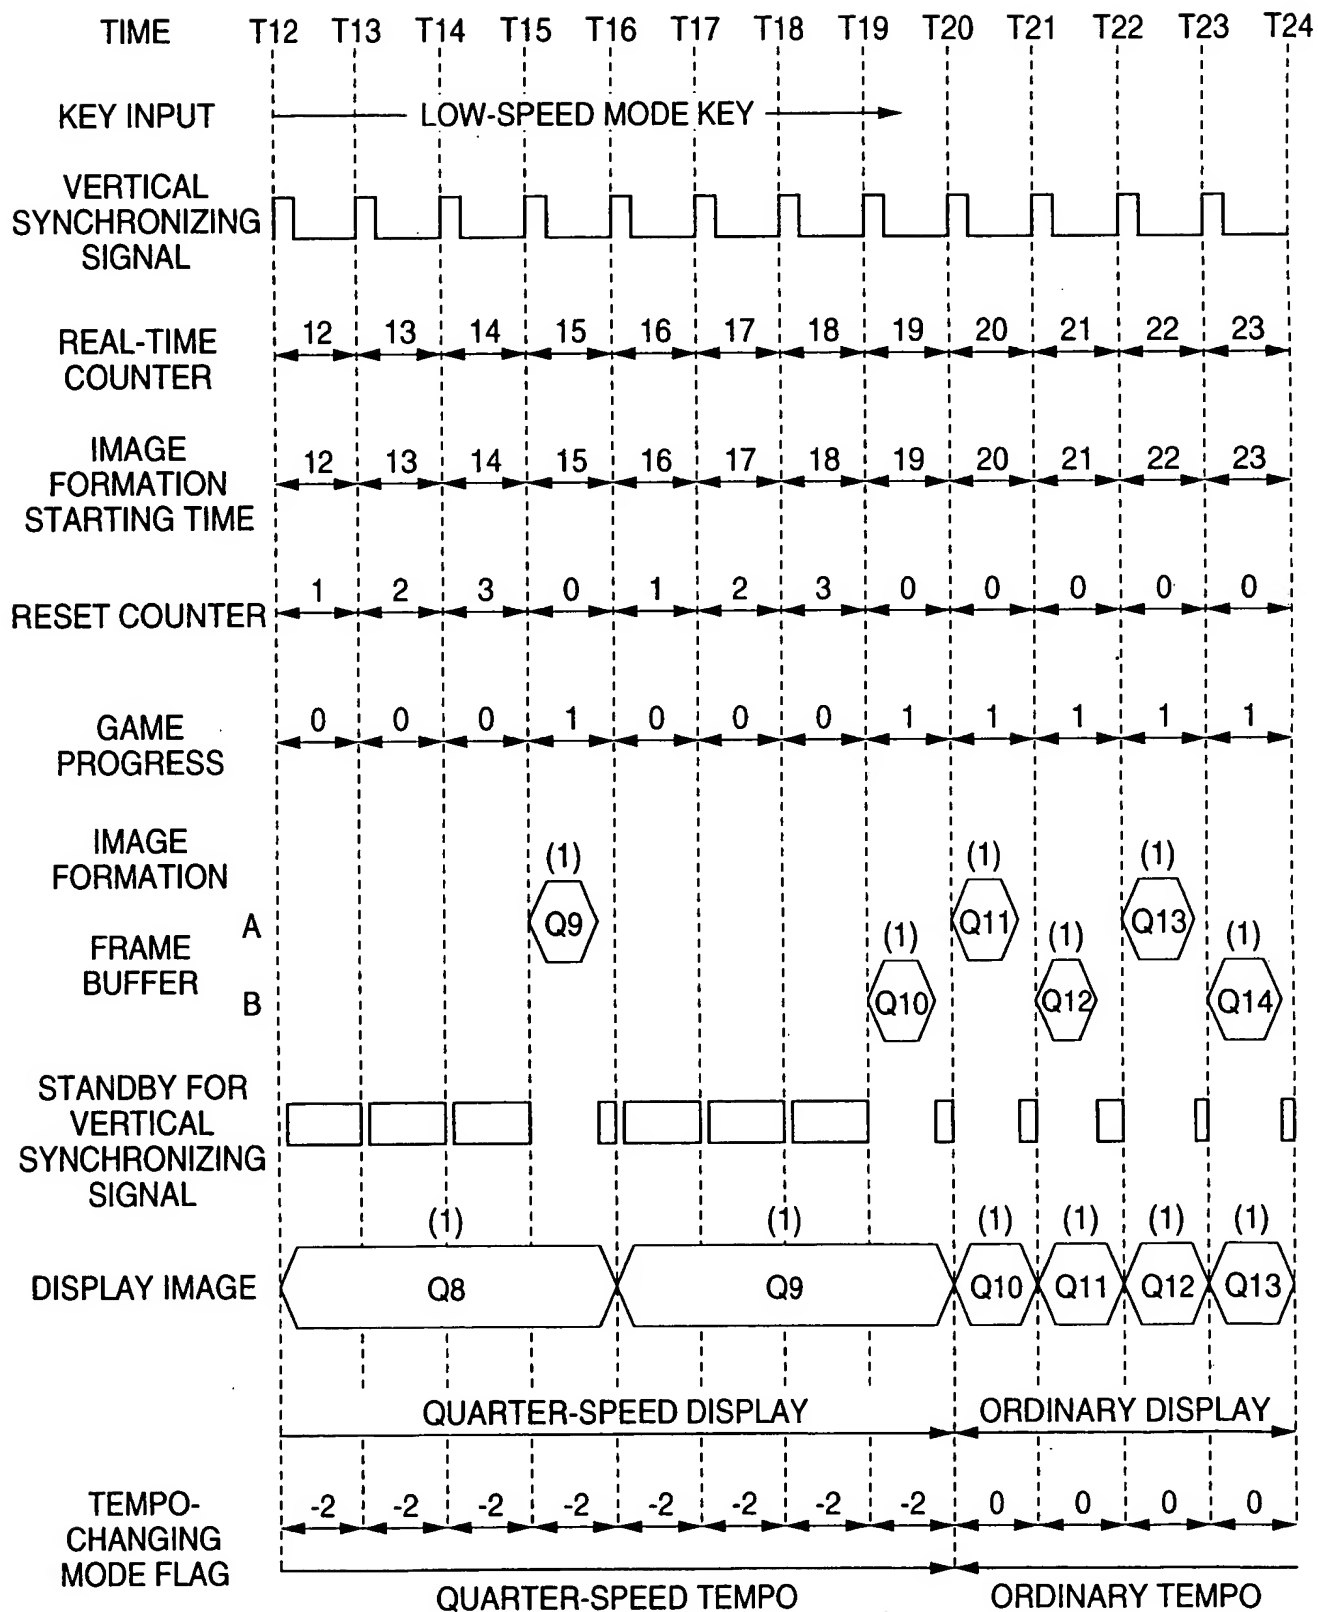 TIME T12 T13 T14 T15 T16 T17 T18 T19 T20 T21 T22 T23 T24
KEY INPUT LOW-SPEED MODE KEY
VERTICAL
SYNCHRONIZING
SIGNAL
REAL-TIME
COUNTER
12 13 14 15 16 17 18 19 20 21 22 23
IMAGE
FORMATION
STARTING TIME
12 13 14 15 16 17 18 19 20 21 22 23
RESET COUNTER
1 2 3 0 1 2 3 0 0 0 0 0
GAME
PROGRESS
0 0 0 1 0 0 0 1 1 1 1 1
IMAGE
FORMATION
FRAME
BUFFER
A
(1) (1) (1)
Q9 Q11 Q13
B
(1) (1) (1)
Q10 Q12 Q14
STANDBY FOR
VERTICAL
SYNCHRONIZING
SIGNAL
(1) (1) (1) (1) (1) (1)
DISPLAY IMAGE Q8 Q9 Q10 Q11 Q12 Q13
QUARTER-SPEED DISPLAY ORDINARY DISPLAY
TEMPO-
CHANGING
MODE FLAG
-2 -2 -2 -2 -2 -2 -2 -2 0 0 0 0
QUARTER-SPEED TEMPO ORDINARY TEMPO